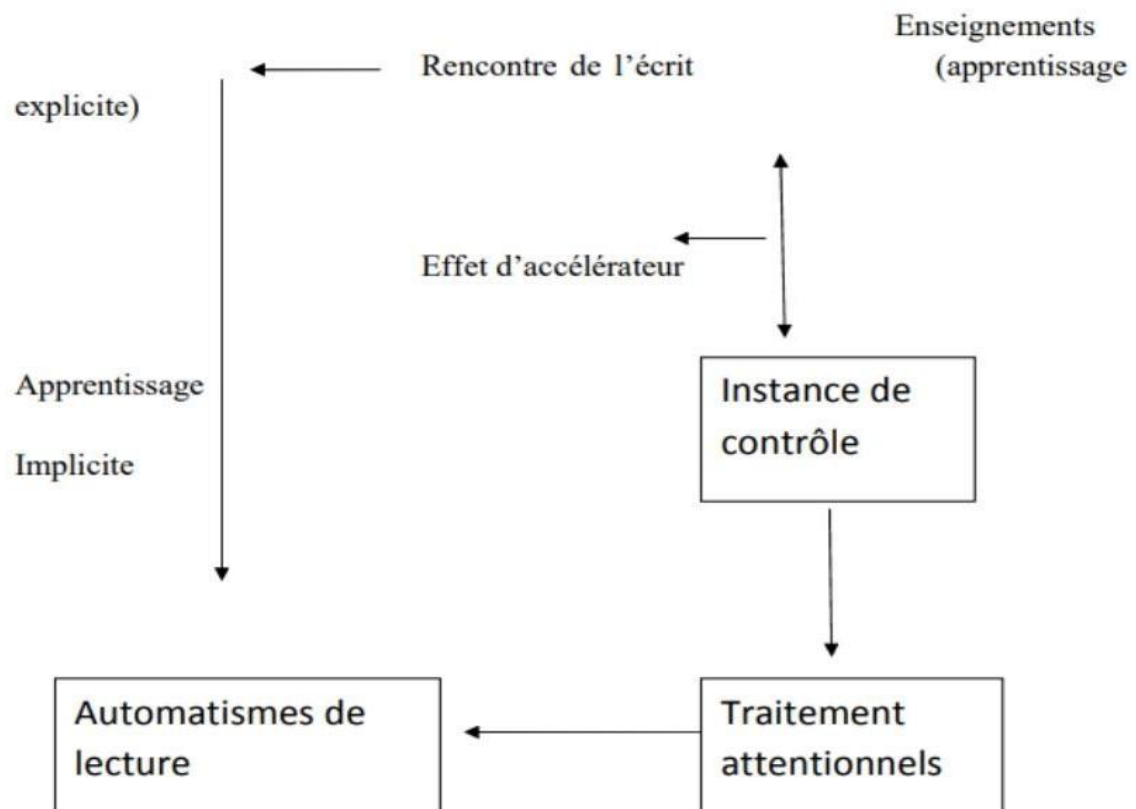 Enseignements
Rencontre de l’écrit (apprentissage
explicite)
Effet d’accélérateur
Apprentissage
Implicite
Instance de
contrôle
Automatismes de
lecture
Traitement
attentionnels